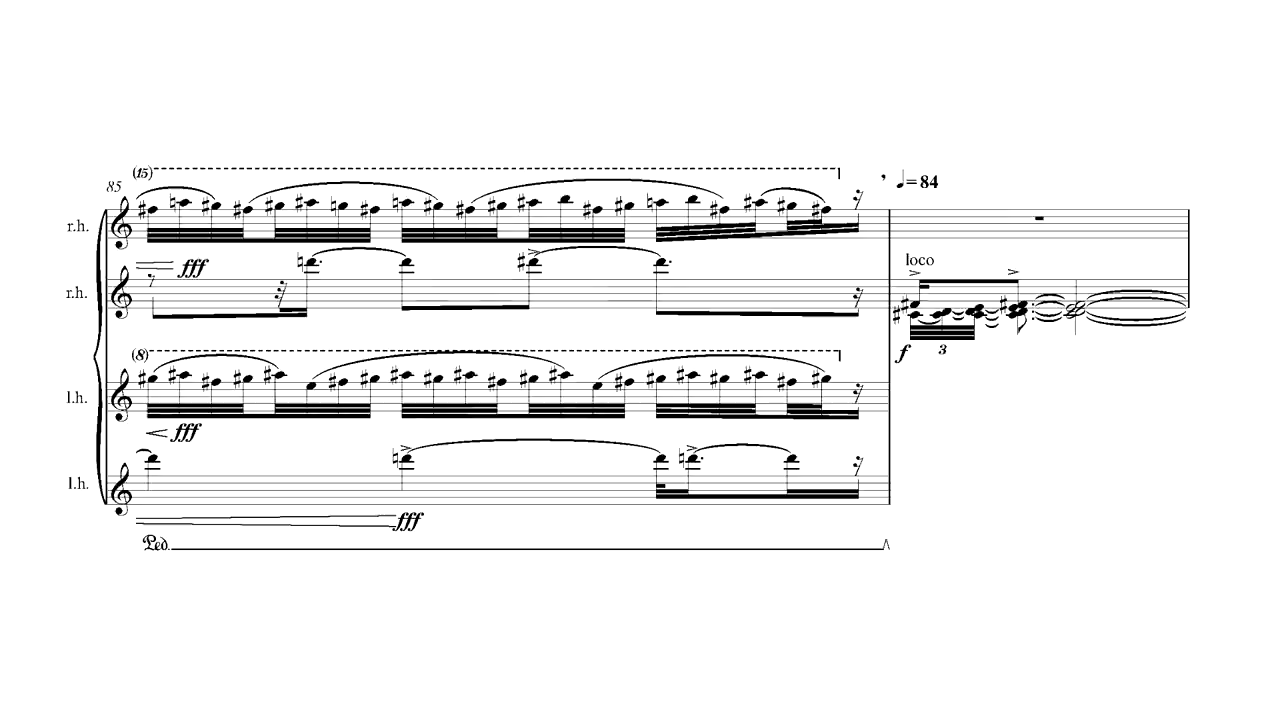 (15)
85
♩= 84
r.h.
fff
loco
r.h.
f
3
(8)
l.h.
fff
l.h.
fff
Ped.